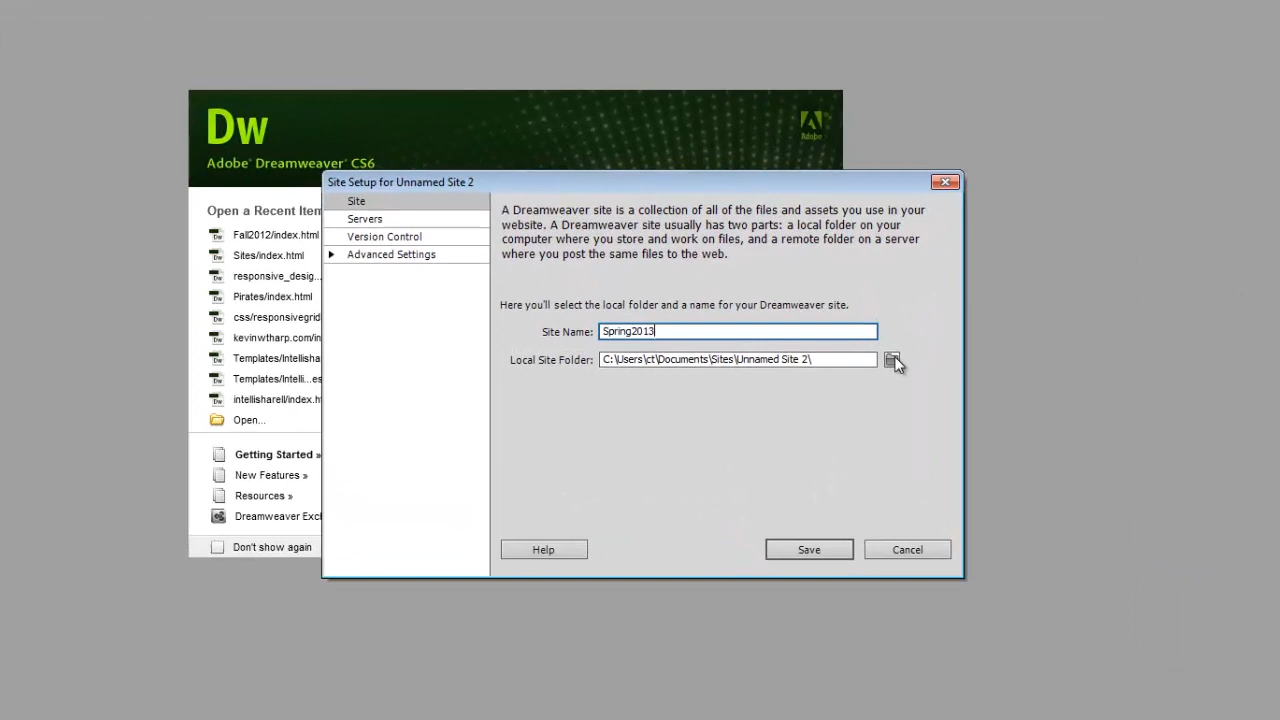 Dw
Adobe
Adobe® Dreamweaver® CS6
Site Setup for Unnamed Site 2
Open a Recent Iten
Fall2012/index.html
Sites/index.html
responsive_desig...
Pirates/index.html
css/responsivegrid
kevinwtharp.com/in
Templates/Intellisha
Templates/Intelli...es
intellisharell/index.h
Open...
Getting Started »
New Features »
Resources »
Dreamweaver Excl
Don't show again
Site
Servers
Version Control
Advanced Settings
A Dreamweaver site is a collection of all of the files and assets you use in your
website. A Dreamweaver site usually has two parts: a local folder on your
computer where you store and work on files, and a remote folder on a server
where you post the same files to the web.
Here you'll select the local folder and a name for your Dreamweaver site.
Site Name: Spring2013
Local Site Folder: C:\Users\ct\Documents\Sites\Unnamed Site 2\
Help
Save
Cancel